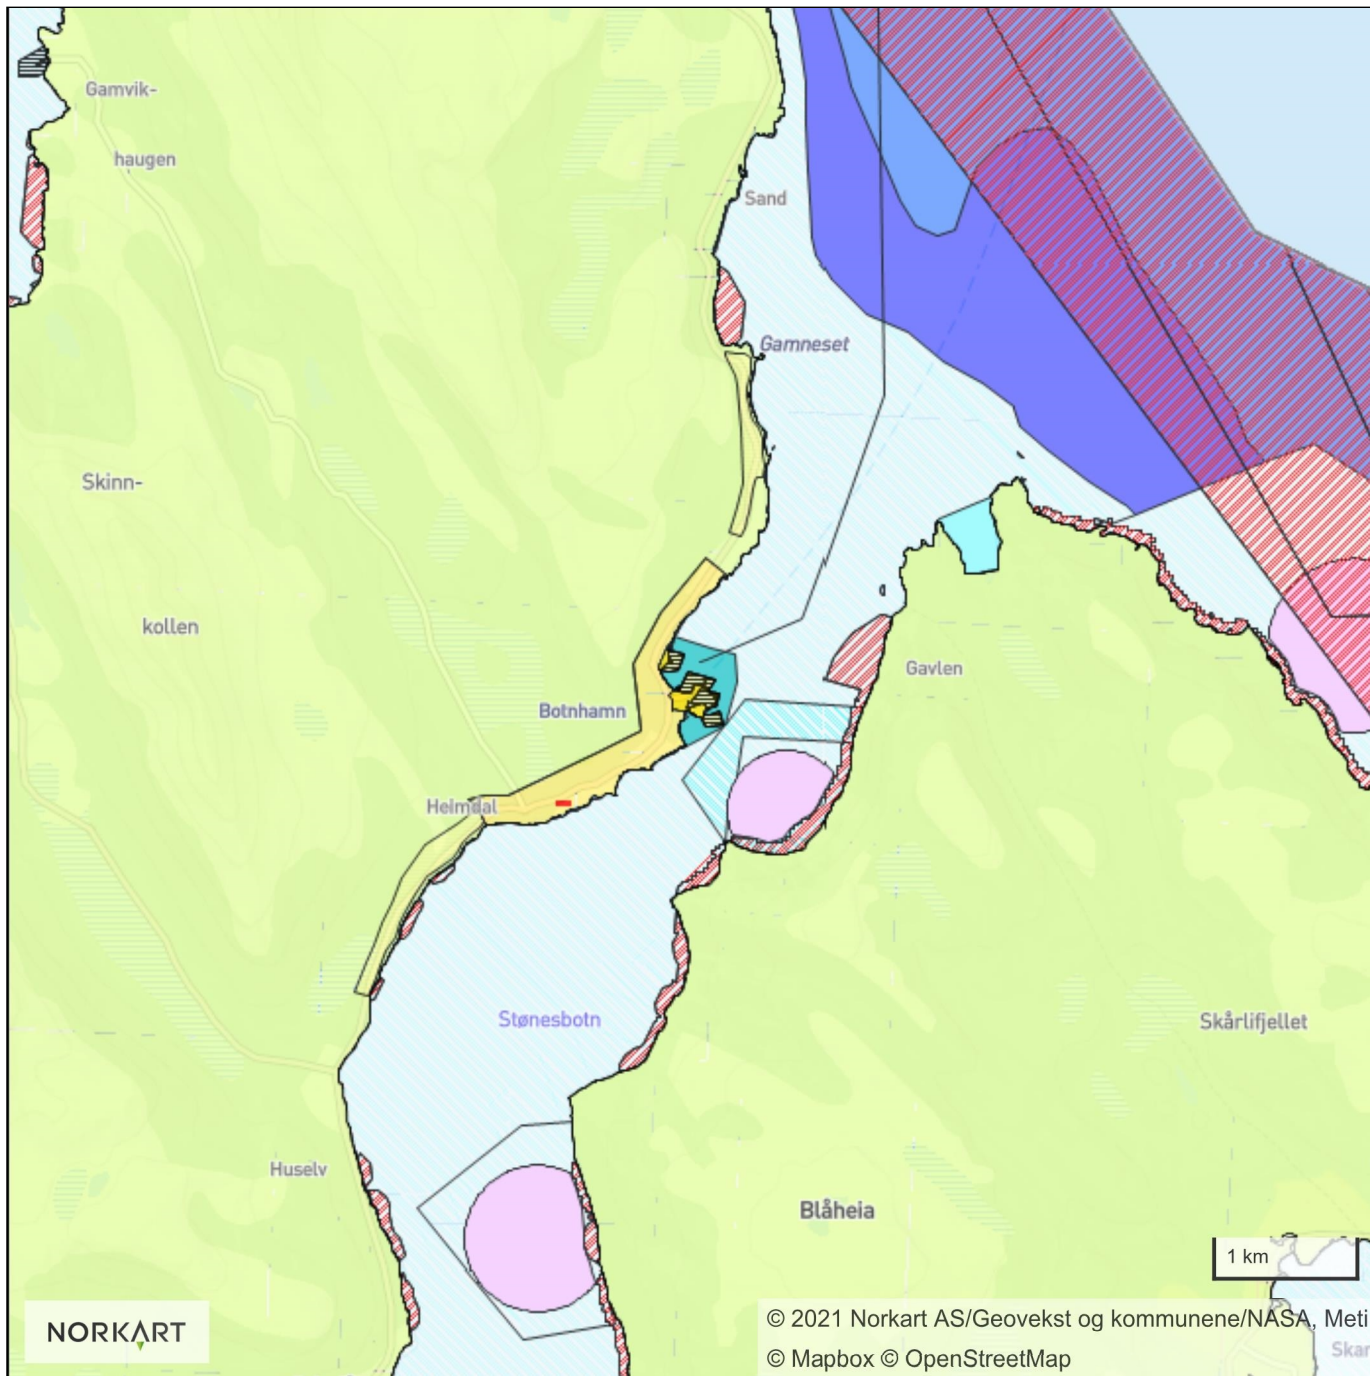 Gamvik-
haugen
Sand
Gamneset
Skinn-
kollen
Gavlen
Botnhamn
Heimdal
Stønesbotn
Skårlifjellet
Huselv
Blåheia
1 km
NORKART
© 2021 Norkart AS/Geovekst og kommunene/NASA, Meti
© Mapbox © OpenStreetMap
Skar